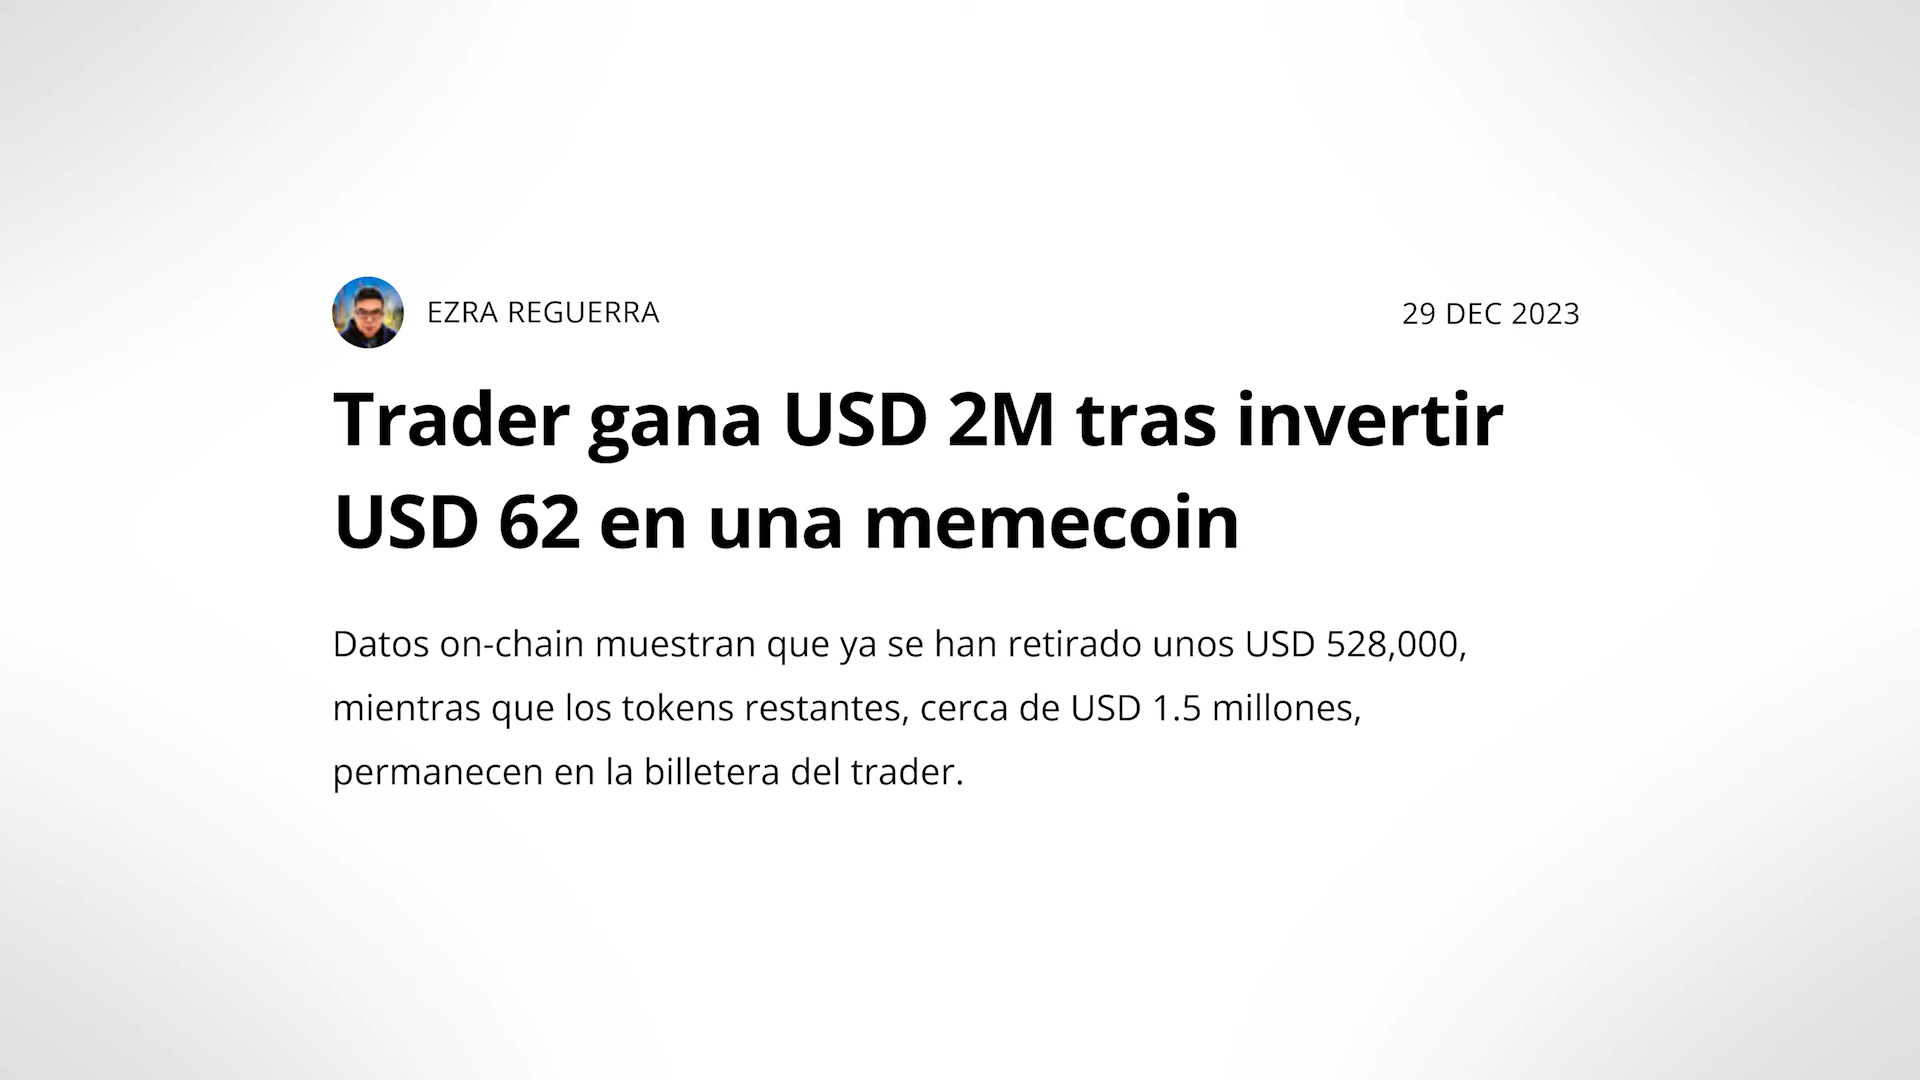 EZRA REGUERRA
29 DEC 2023
Trader gana USD 2M tras invertir
USD 62 en una memecoin
Datos on-chain muestran que ya se han retirado unos USD 528,000,
mientras que los tokens restantes, cerca de USD 1.5 millones,
permanecen en la billetera del trader.